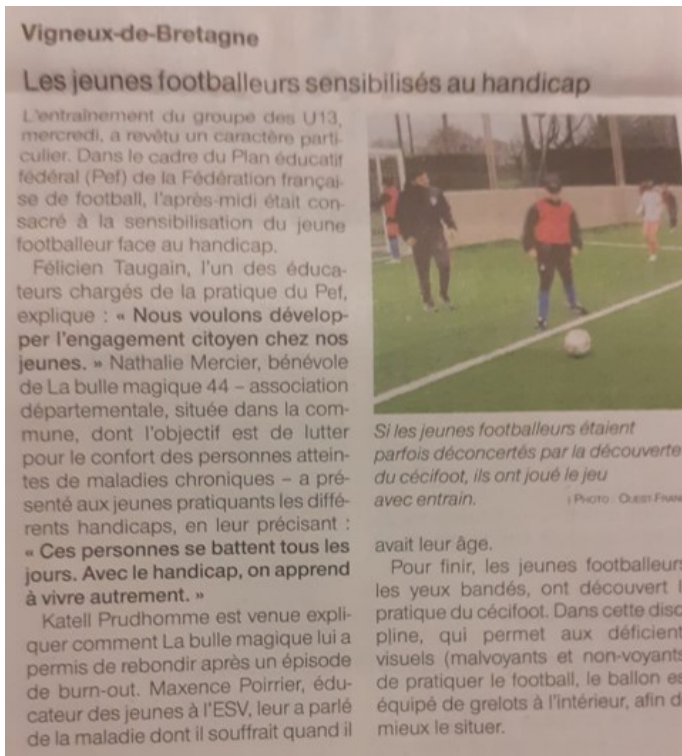 Vigneux-de-Bretagne
Les jeunes footballeurs sensibilisés au handicap
L'entraînement du groupe des U13,
mercredi, a revêtu un caractère parti-
culier. Dans le cadre du Plan éducatif
fédéral (Pef) de la Fédération françai-
se de football, l'après-midi était con-
sacré à la sensibilisation du jeune
footballeur face au handicap.
Félicien Taugain, l'un des éduca-
teurs chargés de la pratique du Pef,
explique : « Nous voulons dévelop-
per l'engagement citoyen chez nos
jeunes. » Nathalie Mercier, bénévole
de La bulle magique 44 – association
départementale, située dans la com-
mune, dont l'objectif est de lutter
pour le confort des personnes attein-
tes de maladies chroniques – a pré-
senté aux jeunes pratiquants les diffé-
rents handicaps, en leur précisant :
« Ces personnes se battent tous les
jours. Avec le handicap, on apprend
à vivre autrement. »
Katell Prudhomme est venue expli-
quer comment La bulle magique lui a
permis de rebondir après un épisode
de burn-out. Maxence Poirrier, édu-
cateur des jeunes à l'ESV, leur a parlé
de la maladie dont il souffrait quand il
Si les jeunes footballeurs étaient
parfois déconcertés par la découverte
du cécifoot, ils ont joué le jeu
avec entrain.
PHOTO : OUEST-FRAN
avait leur âge.
Pour finir, les jeunes footballeur
les yeux bandés, ont découvert l
pratique du cécifoot. Dans cette disc
pline, qui permet aux déficient
visuels (malvoyants et non-voyants
de pratiquer le football, le ballon es
équipé de grelots à l'intérieur, afin d
mieux le situer.